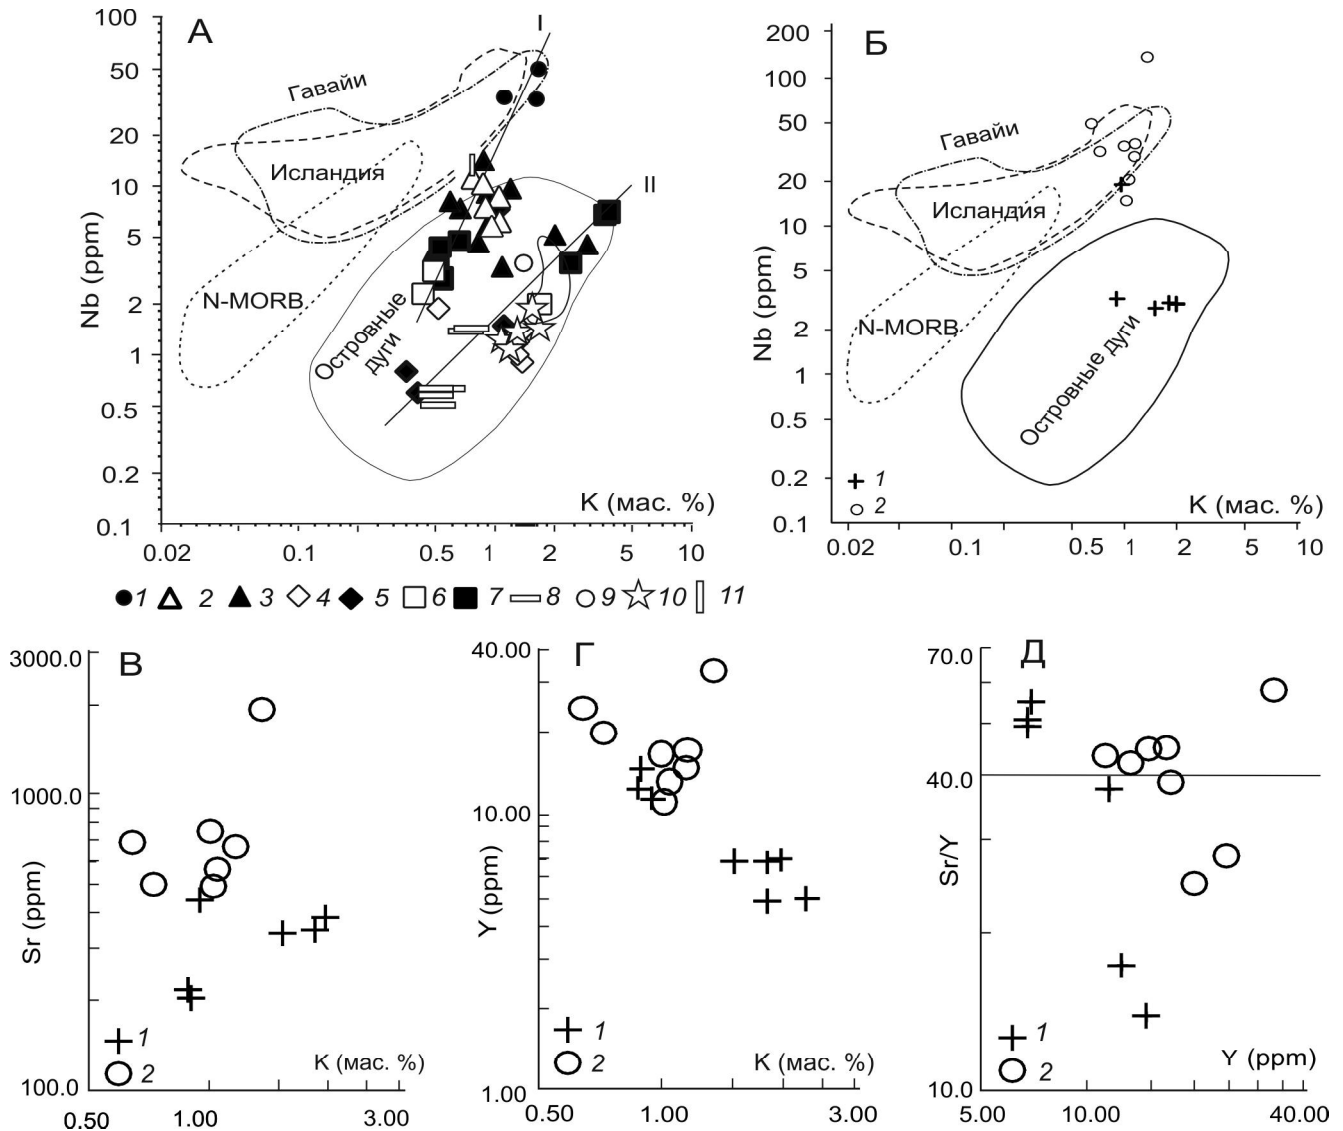 А
I
100
50
20
10
5
2
1
0.5
0.2
0.1
Nb (ppm)
Гавайи
Исландия
N-MORB
Островные
дуги
II
K (мас. %)
0.02
0.1
0.5
1
2
5
10
Б
200
100
50
20
10
5
2
1
0.5
0.2
0.1
Nb (ppm)
Гавайи
Исландия
N-MORB
Островные дуги
1
2
K (мас. %)
0.02
0.1
0.5
1
2
5
10
1 2 3 4 5 6 7 8 9 10 11
В
3000.0
1000.0
100.0
Sr (ppm)
1
2
K (мас. %)
0.50
1.00
3.00
Г
40.00
10.00
1.00
Y (ppm)
1
2
K (мас. %)
0.50
1.00
3.00
Д
70.0
40.0
10.0
Sr/Y
1
2
Y (ppm)
5.00
10.00
40.00